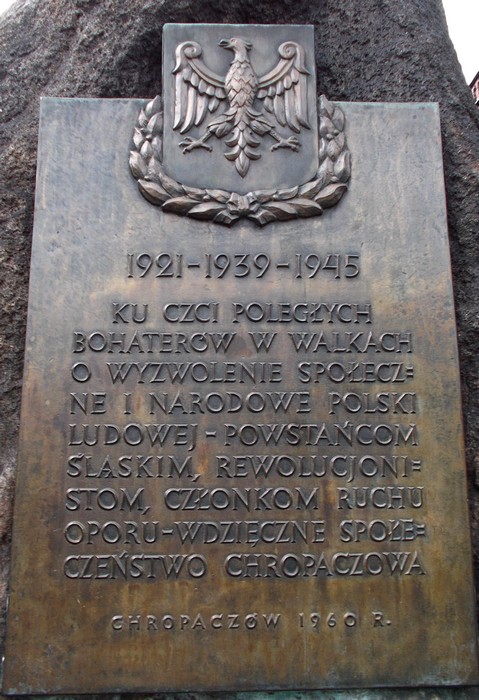 1921-1939-1945
KU CZCI POLEGŁYCH
BOHATERÓW W WALKACH
O WYZWOLENIE SPOŁECZ=
NE I NARODOWE POLSKI
LUDOWEJ-POWSTAŃCOM
ŚLĄSKIM, REWOLUCJONI=
STOM, CZŁONKOM RUCHU
OPORU-WDZIĘCZNE SPOŁE=
CZEŃSTWO CHROPACZOWA
CHROPACZÓW 1960 R.